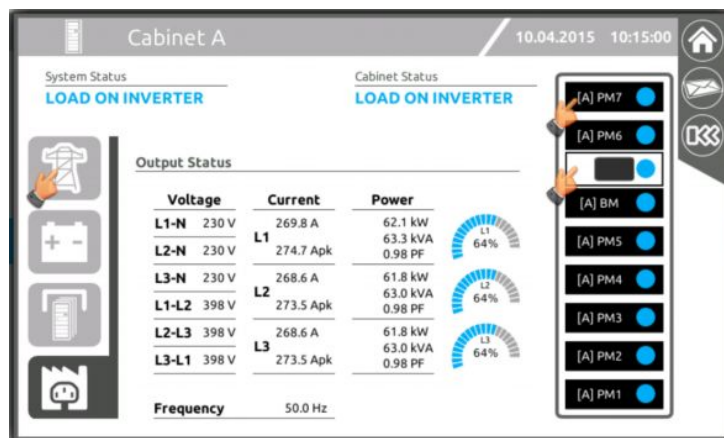 Cabinet A
10.04.2015 10:15:00
System Status
LOAD ON INVERTER
Cabinet Status
LOAD ON INVERTER
Output Status
Voltage Current Power
L1-N 230 V
L2-N 230 V
L3-N 230 V
L1-L2 398 V
L2-L3 398 V
L3-L1 398 V
L1
269.8 A
274.7 Apk
L2
268.6 A
273.5 Apk
L3
268.6 A
273.5 Apk
62.1 kW
63.3 kVA
0.98 PF
61.8 kW
63.0 kVA
0.98 PF
61.8 kW
63.0 kVA
0.98 PF
L1
64%
L2
64%
L3
64%
Frequency 50.0 Hz
[A] PM7
[A] PM6
[A] BM
[A] PM5
[A] PM4
[A] PM3
[A] PM2
[A] PM1